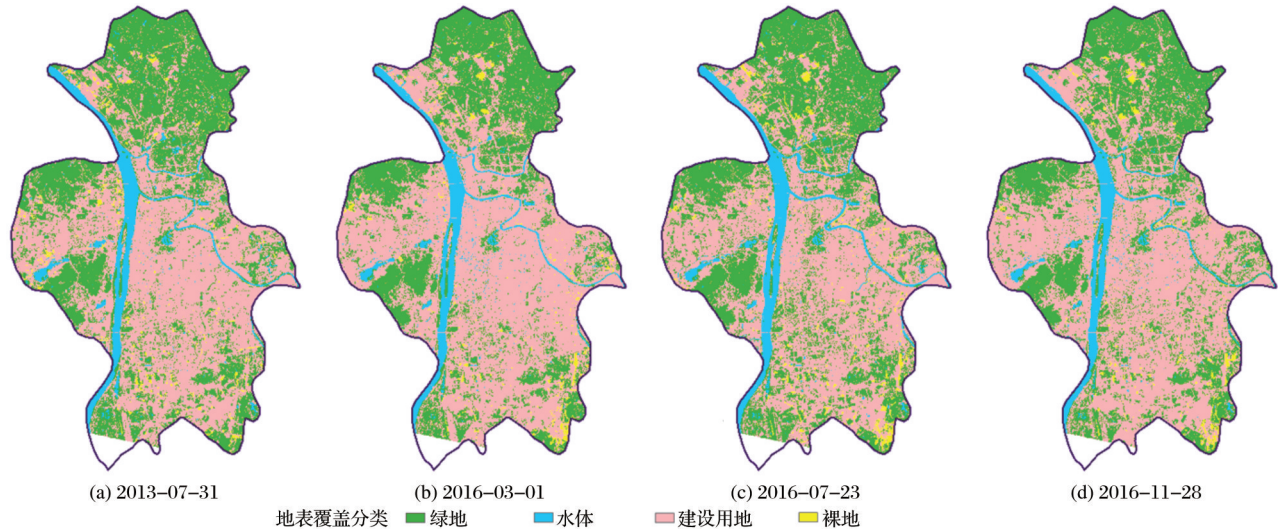 (a) 2013-07-31
(b) 2016-03-01
(c) 2016-07-23
(d) 2016-11-28
地表覆盖分类 绿地 水体 建设用地 裸地